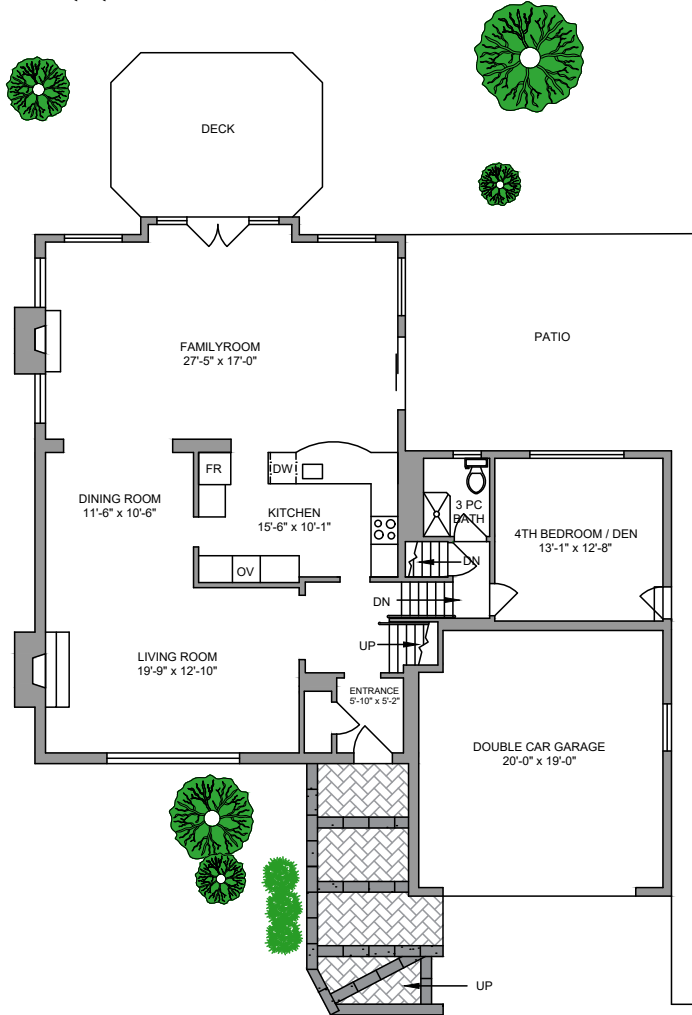 DECK
PATIO
FAMILYROOM
27'-5" x 17'-0"
FR
DW
DINING ROOM
11'-6" x 10'-6"
KITCHEN
15'-6" x 10'-1"
3 PC
BATH
4TH BEDROOM / DEN
13'-1" x 12'-8"
OV
DN
DN
UP
LIVING ROOM
19'-9" x 12'-10"
ENTRANCE
5'-10" x 5'-2"
DOUBLE CAR GARAGE
20'-0" x 19'-0"
UP